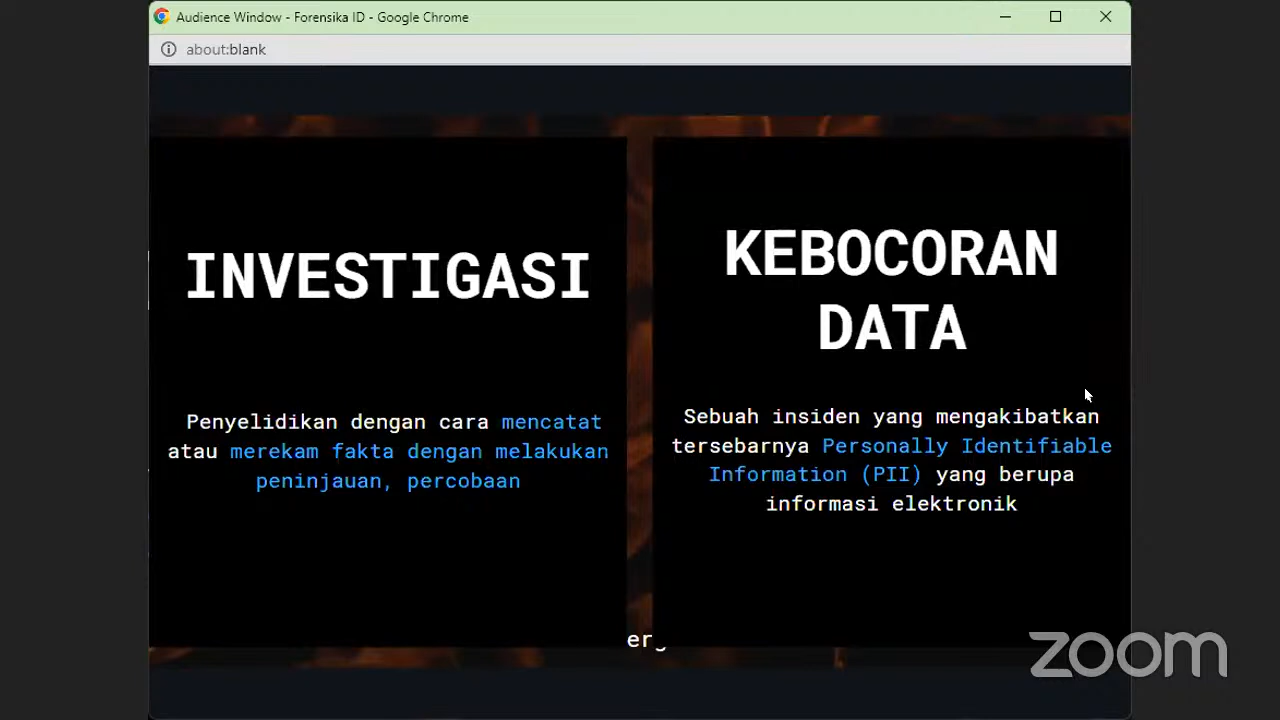 Audience Window - Forensika ID - Google Chrome
about:blank
INVESTIGASI
Penyelidikan dengan cara mencatat
atau merekam fakta dengan melakukan
peninjauan, percobaan
KEBOCORAN
DATA
Sebuah insiden yang mengakibatkan
tersebarnya Personally Identifiable
Information (PII) yang berupa
informasi elektronik
zoom